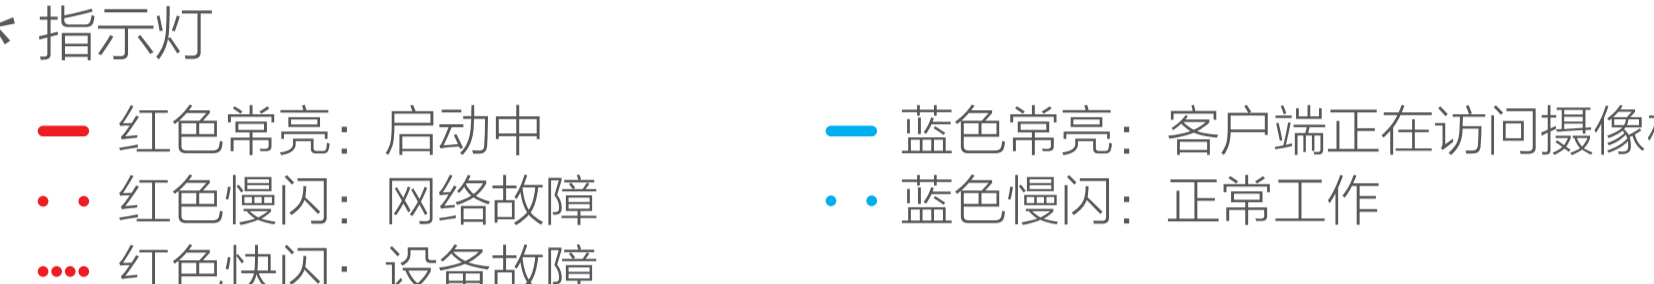 * 指示灯
红色常亮：启动中
红色慢闪：网络故障
红色快闪：设备故障
蓝色常亮：客户端正在访问摄像
蓝色慢闪：正常工作